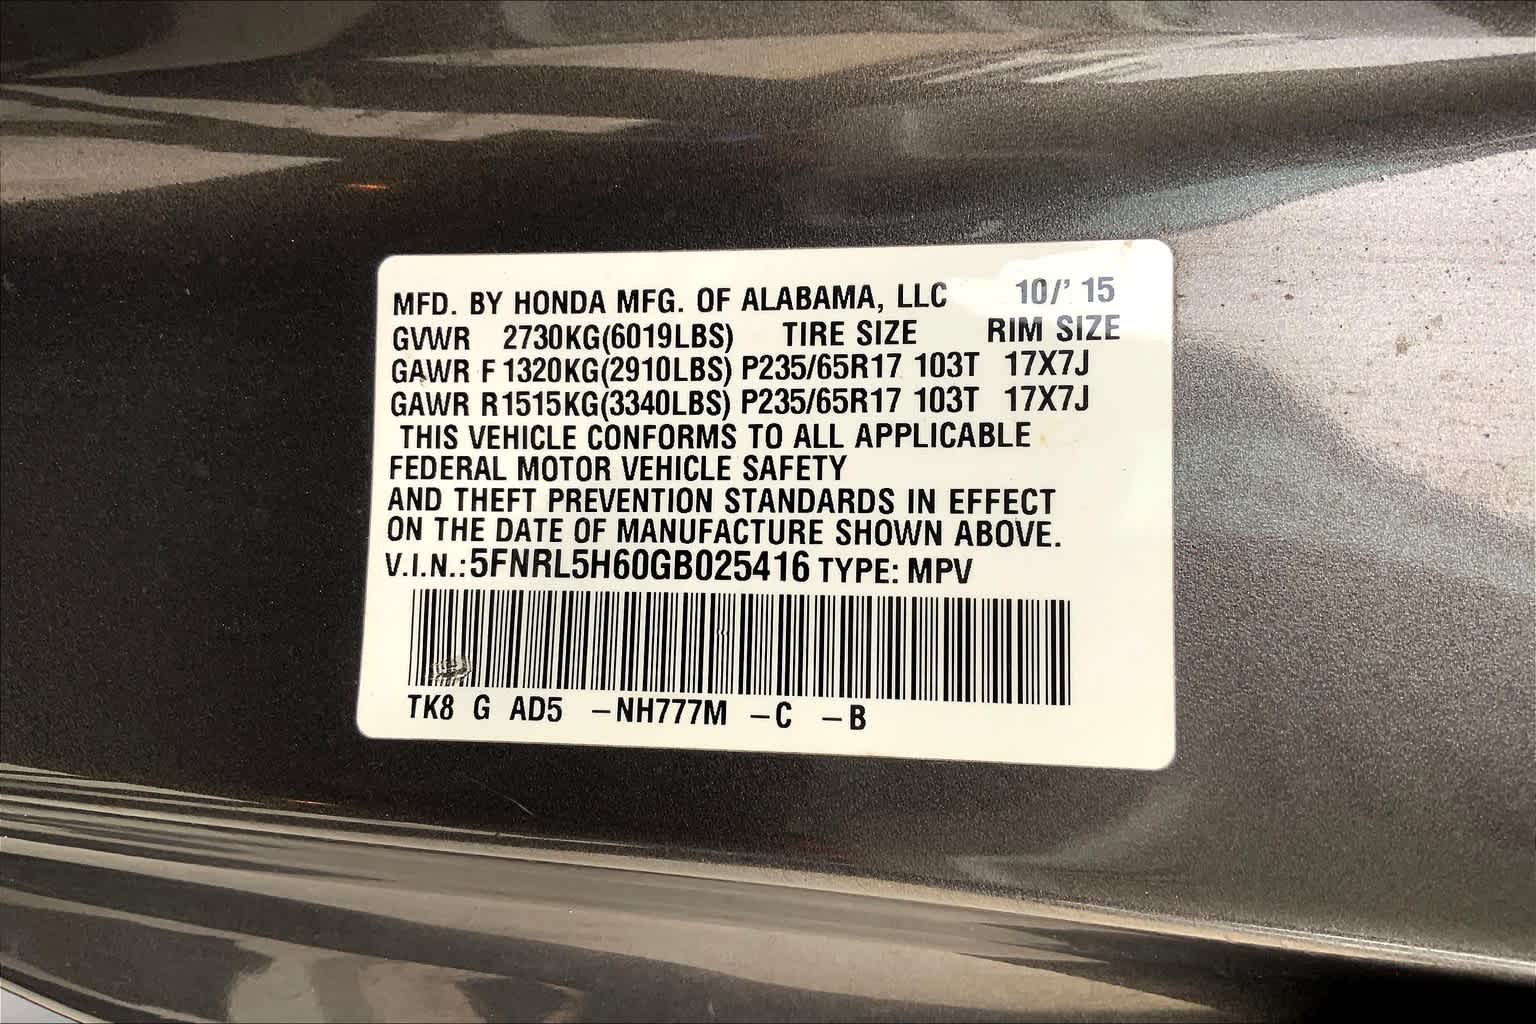 MFD. BY HONDA MFG. OF ALABAMA, LLC 10/' 15
GVWR 2730KG(6019LBS) TIRE SIZE RIM SIZE
GAWR F 1320KG(2910LBS) P235/65R17 103T 17X7J
GAWR R1515KG(3340LBS) P235/65R17 103T 17X7J
THIS VEHICLE CONFORMS TO ALL APPLICABLE
FEDERAL MOTOR VEHICLE SAFETY
AND THEFT PREVENTION STANDARDS IN EFFECT
ON THE DATE OF MANUFACTURE SHOWN ABOVE.
V.I.N.: 5FNRL5H60GB025416 TYPE: MPV
TK8 G AD5 –NH777M –C –B